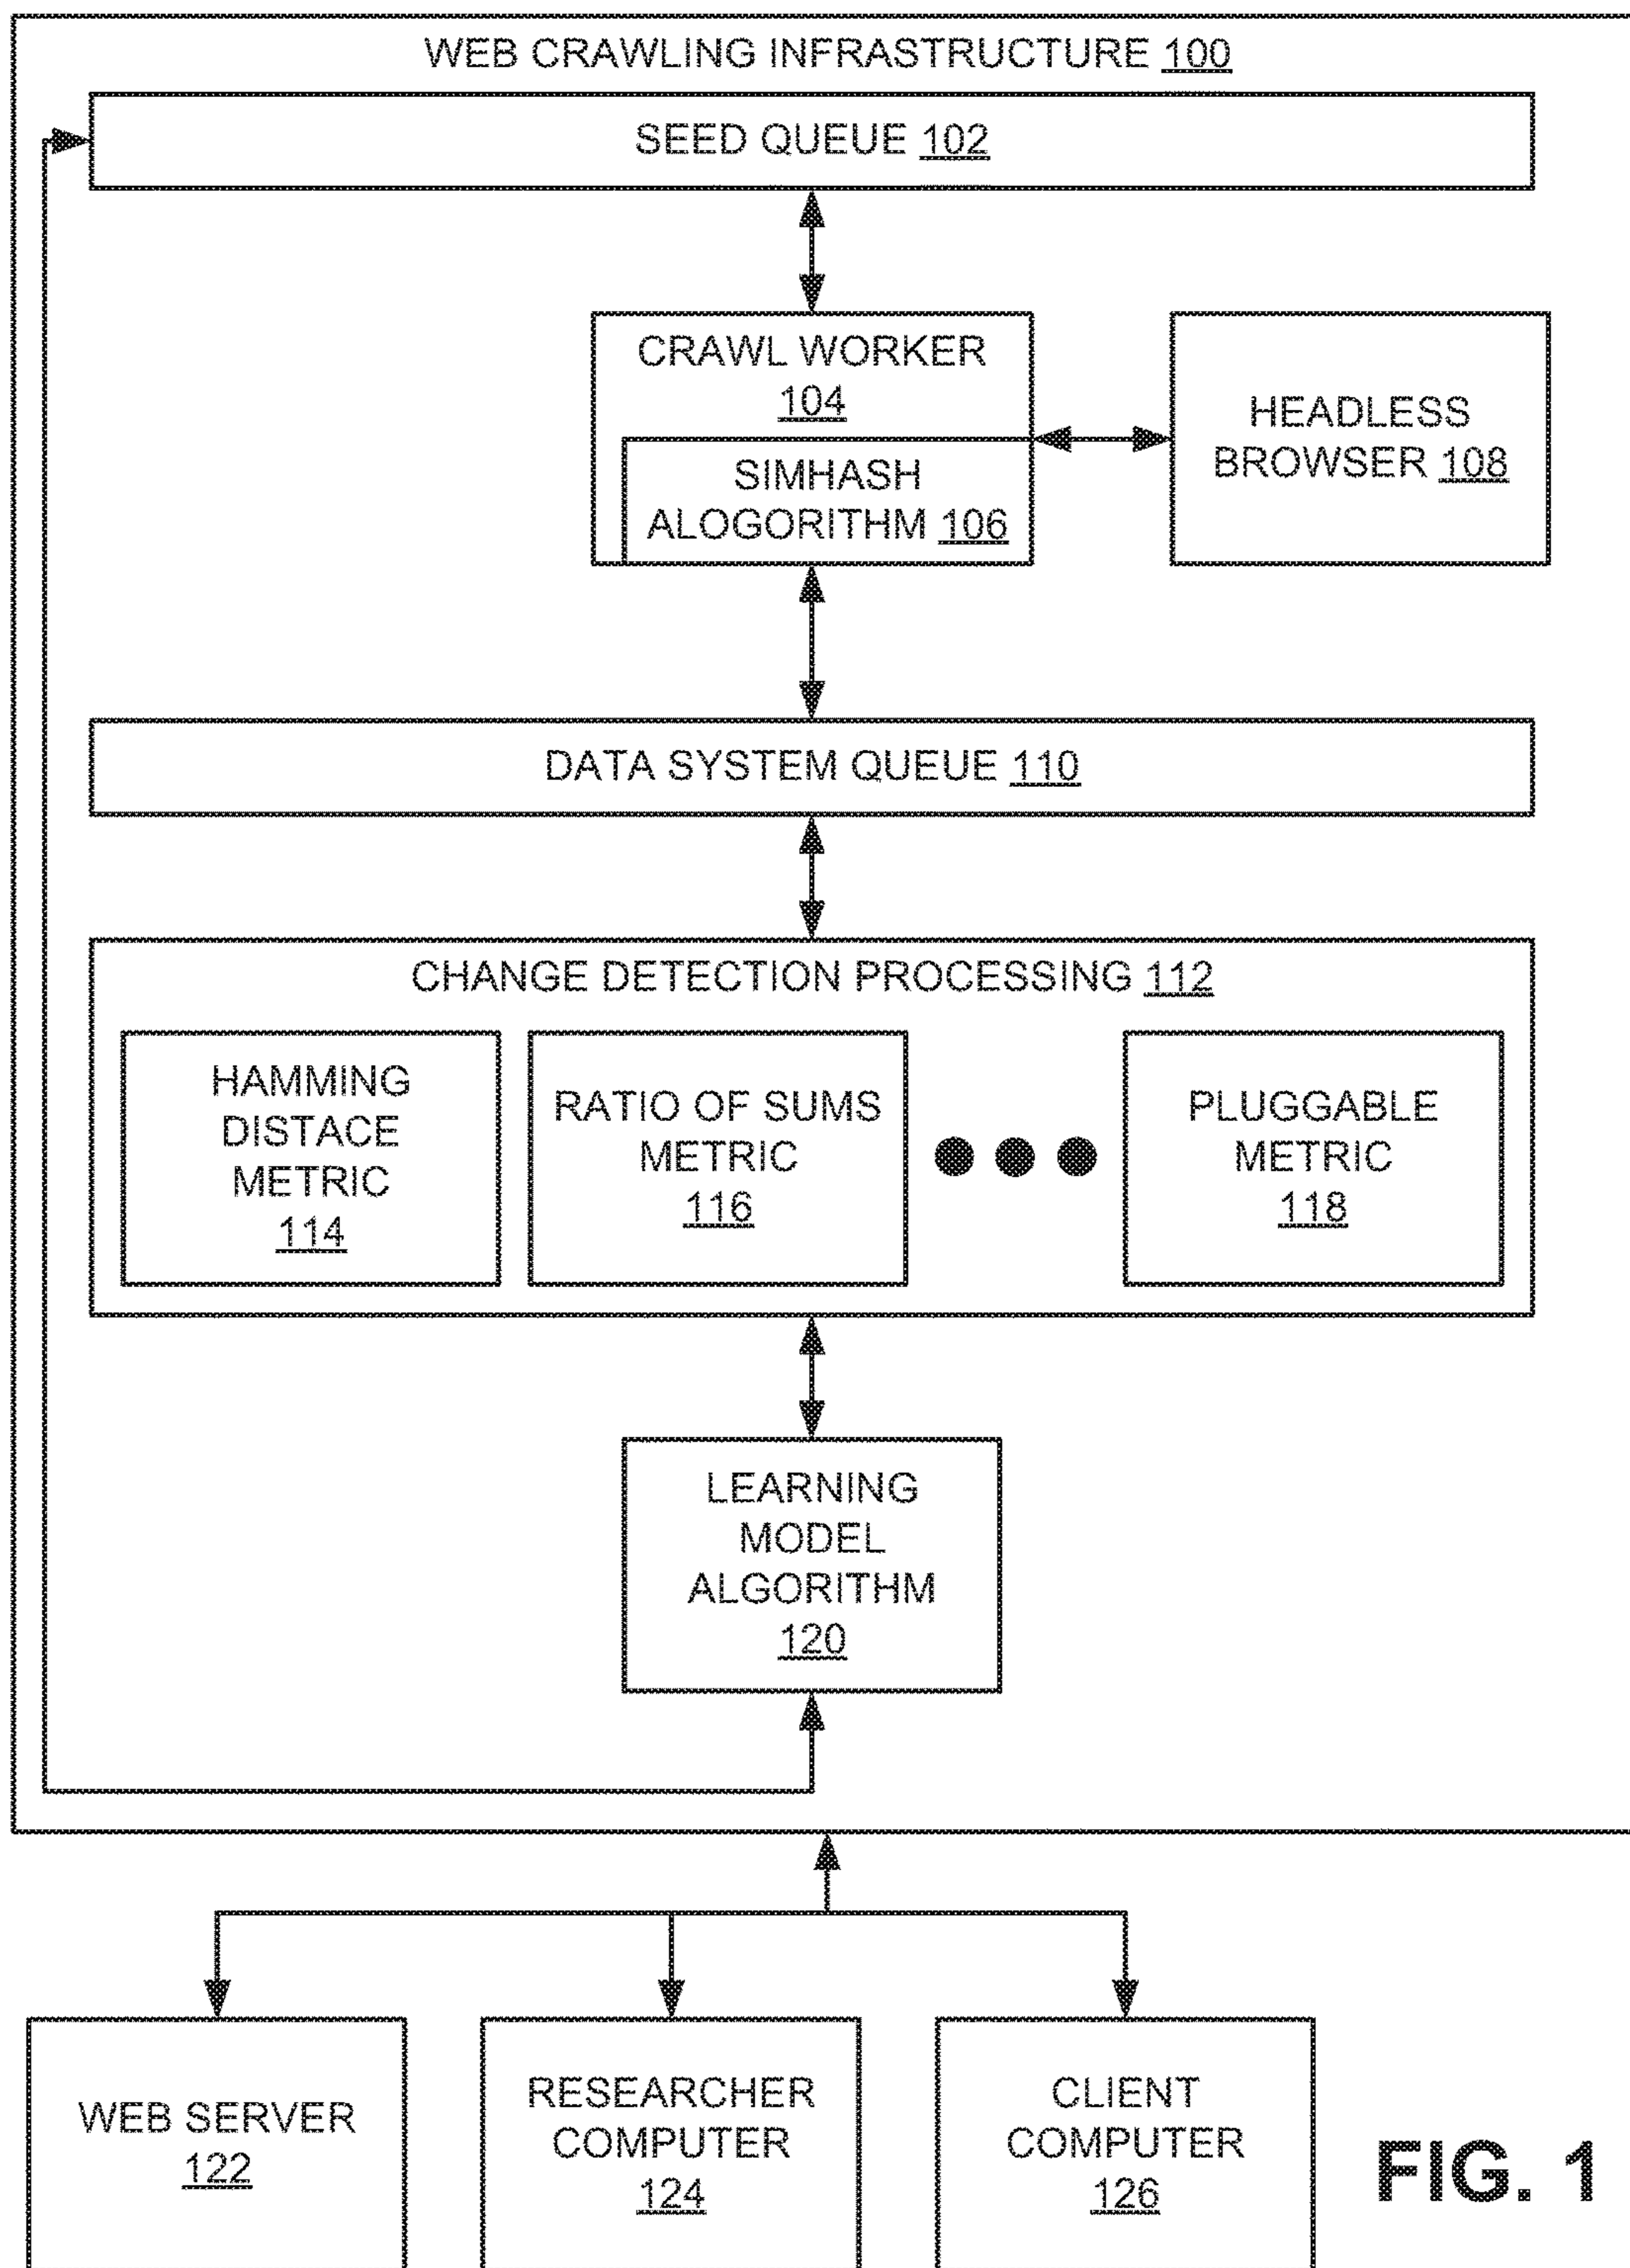 WEB CRAWLING INFRASTRUCTURE 100
SEED QUEUE 102
CRAWL WORKER
104
SIMHASH
ALOGORITHM 106
HEADLESS
BROWSER 108
DATA SYSTEM QUEUE 110
CHANGE DETECTION PROCESSING 112
HAMMING
DISTACE
METRIC
114
RATIO OF SUMS
METRIC
116
PLUGGABLE
METRIC
118
LEARNING
MODEL
ALGORITHM
120
WEB SERVER
122
RESEARCHER
COMPUTER
124
CLIENT
COMPUTER
126
FIG. 1